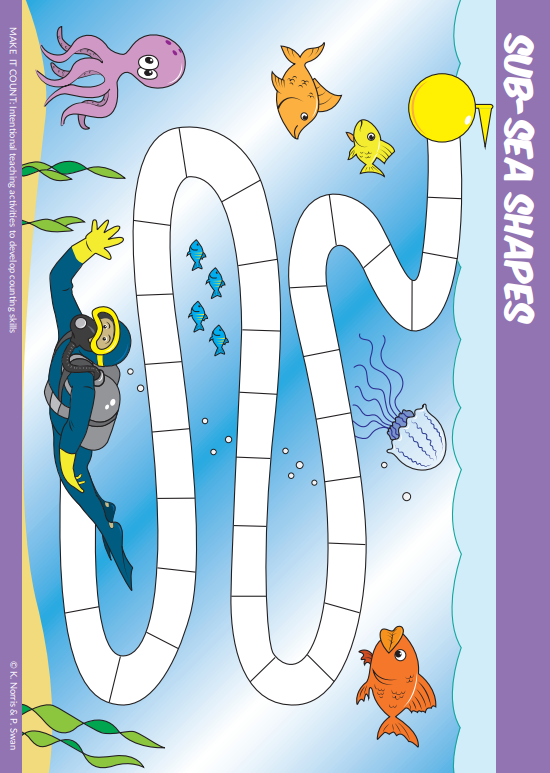 SUB-SEA SHAPES
MAKE IT COUNT: Intentional teaching activities to develop counting skills
© K. Norris & P. Swan